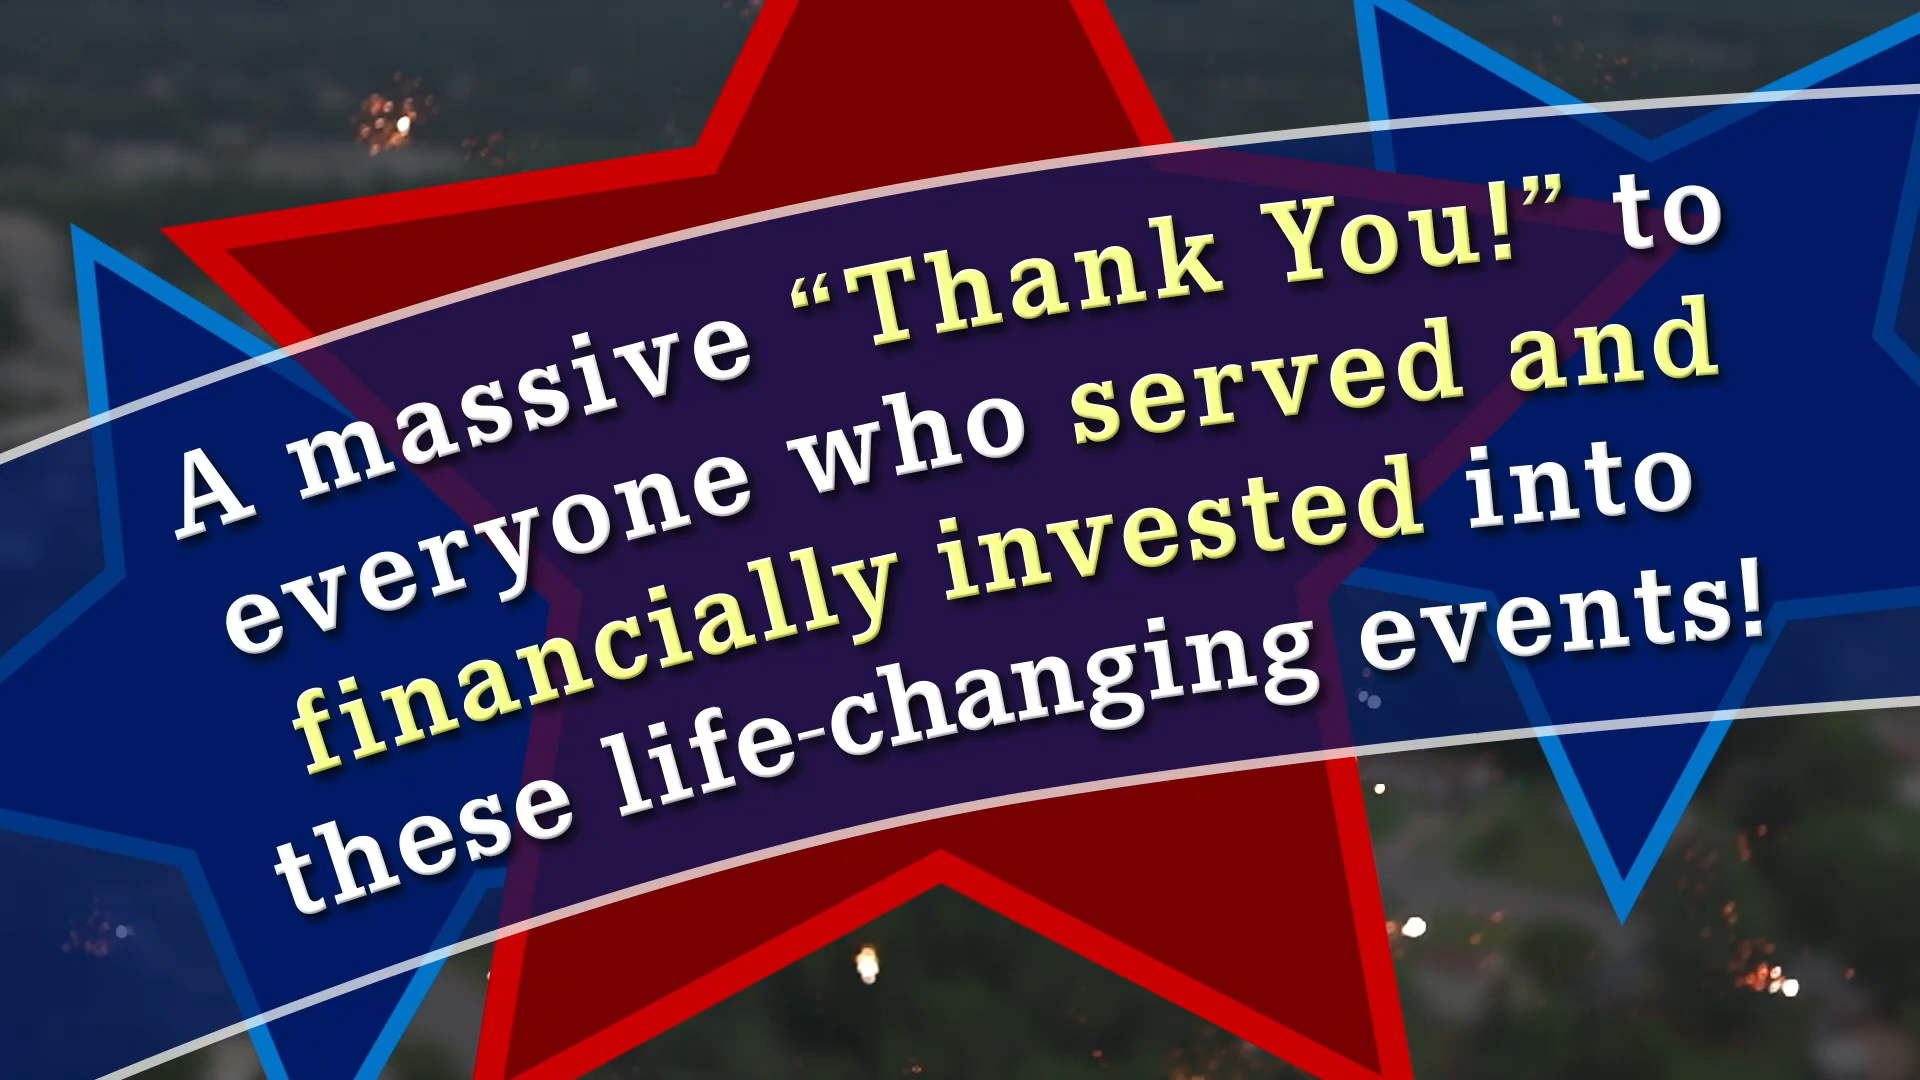 A massive “Thank You!” to
everyone who served and
financially invested into
these life-changing events!